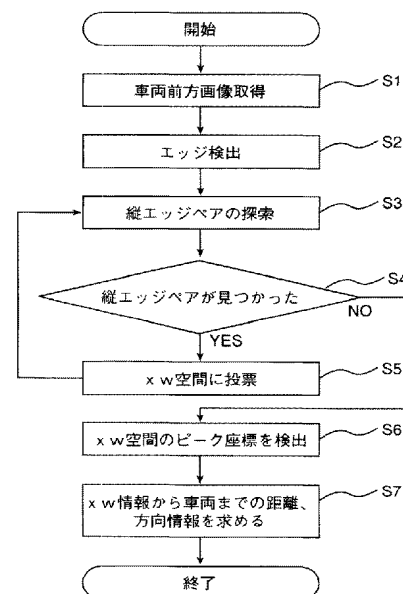 開始
車両前方画像取得
S1
エッジ検出
S2
縦エッジペアの探索
S3
縦エッジペアが見つかった
S4
NO
YES
xw空間に投票
S5
xw空間のピーク座標を検出
S6
xw情報から車両までの距離、
方向情報を求める
S7
終了